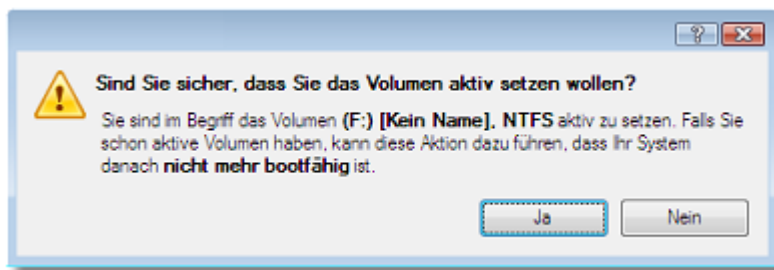 Sind Sie sicher, dass Sie das Volumen aktiv setzen wollen?
Sie sind im Begriff das Volumen (F:) [Kein Name], NTFS aktiv zu setzen. Falls Sie
schon aktive Volumen haben, kann diese Aktion dazu führen, dass Ihr System
danach nicht mehr bootfähig ist.
Ja Nein